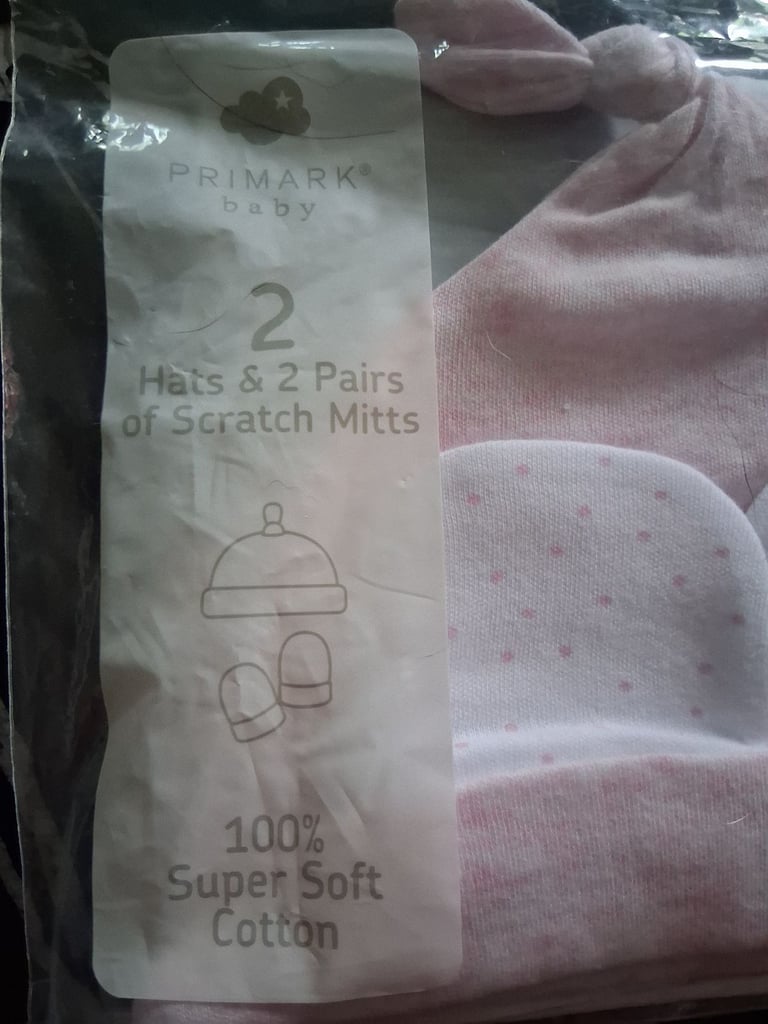 PRIMARK®
baby
2
Hats & 2 Pairs
of Scratch Mitts
100%
Super Soft
Cotton